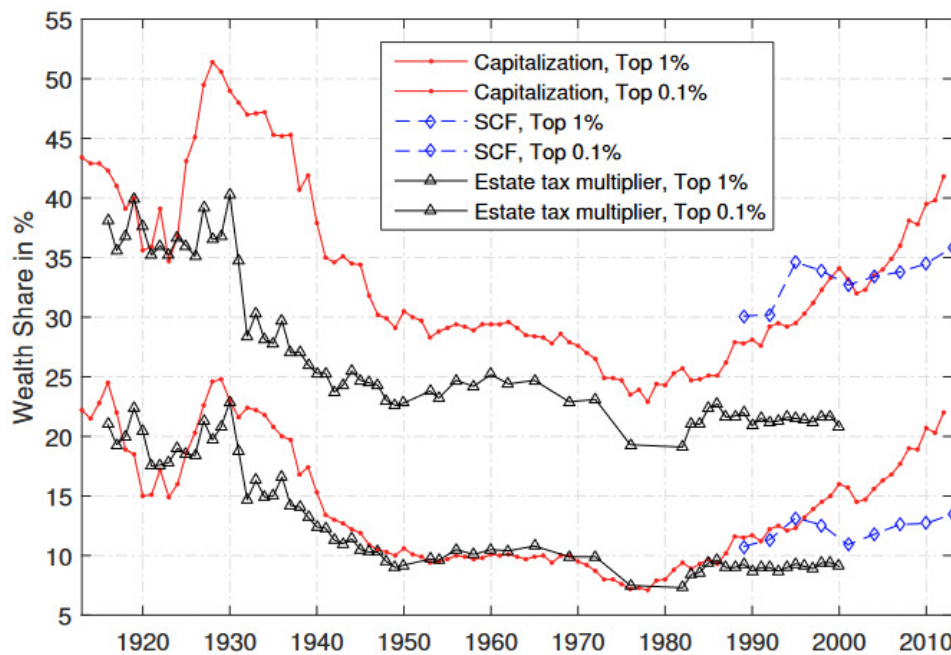 55
50
45
40
35
30
25
20
15
10
5
Wealth Share in %
Capitalization, Top 1%
Capitalization, Top 0.1%
SCF, Top 1%
SCF, Top 0.1%
Estate tax multiplier, Top 1%
Estate tax multiplier, Top 0.1%
1920 1930 1940 1950 1960 1970 1980 1990 2000 2010